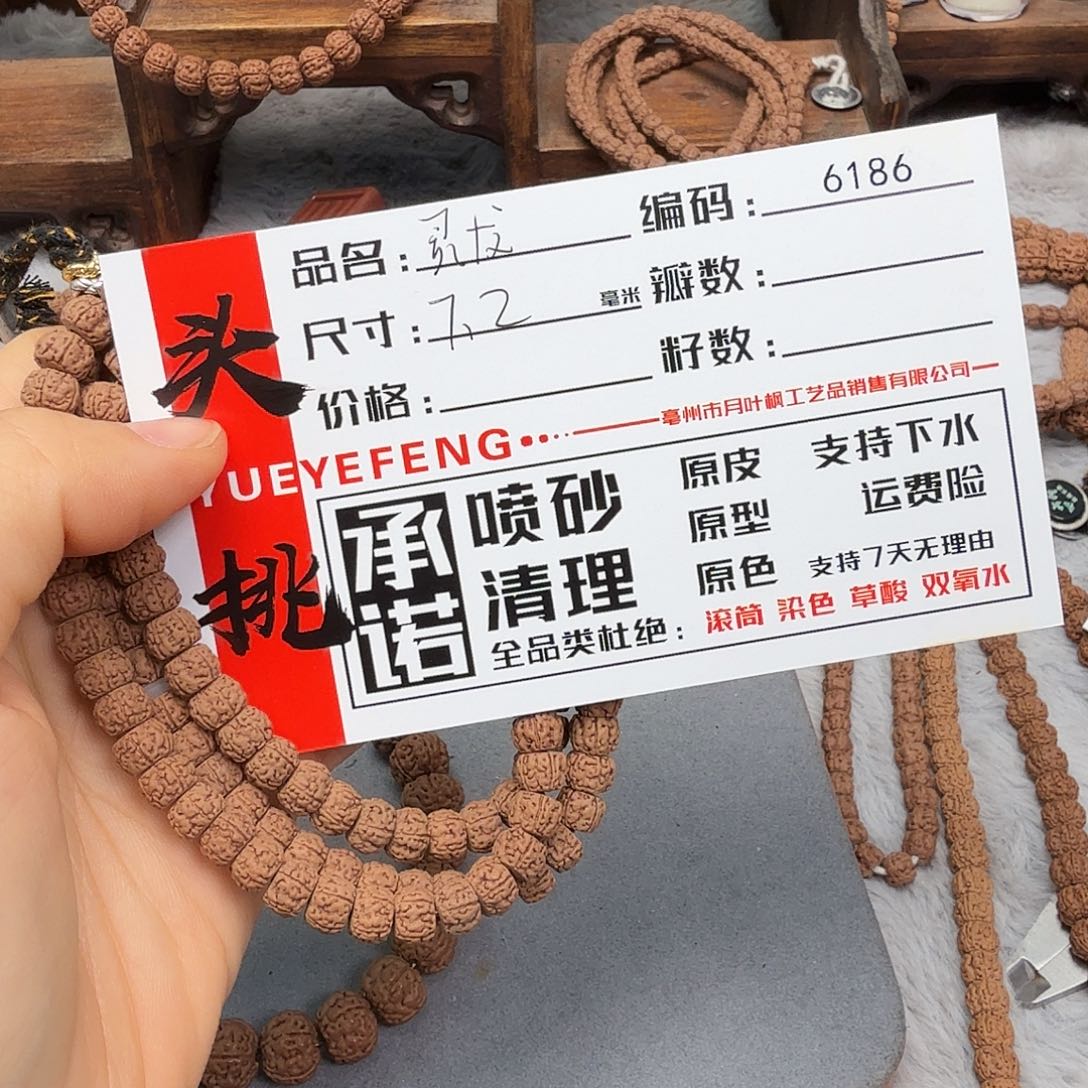 品名：灵龙 编码：6186
尺寸：7.2 毫米 瓣数：
价格： 籽数：
头挑
YUEYEFENG
亳州市月叶枫工艺品销售有限公司
承诺
喷砂 原皮 支持下水
清理 原型 运费险
原色 支持7天无理由
全品类杜绝：滚筒 染色 草酸 双氧水